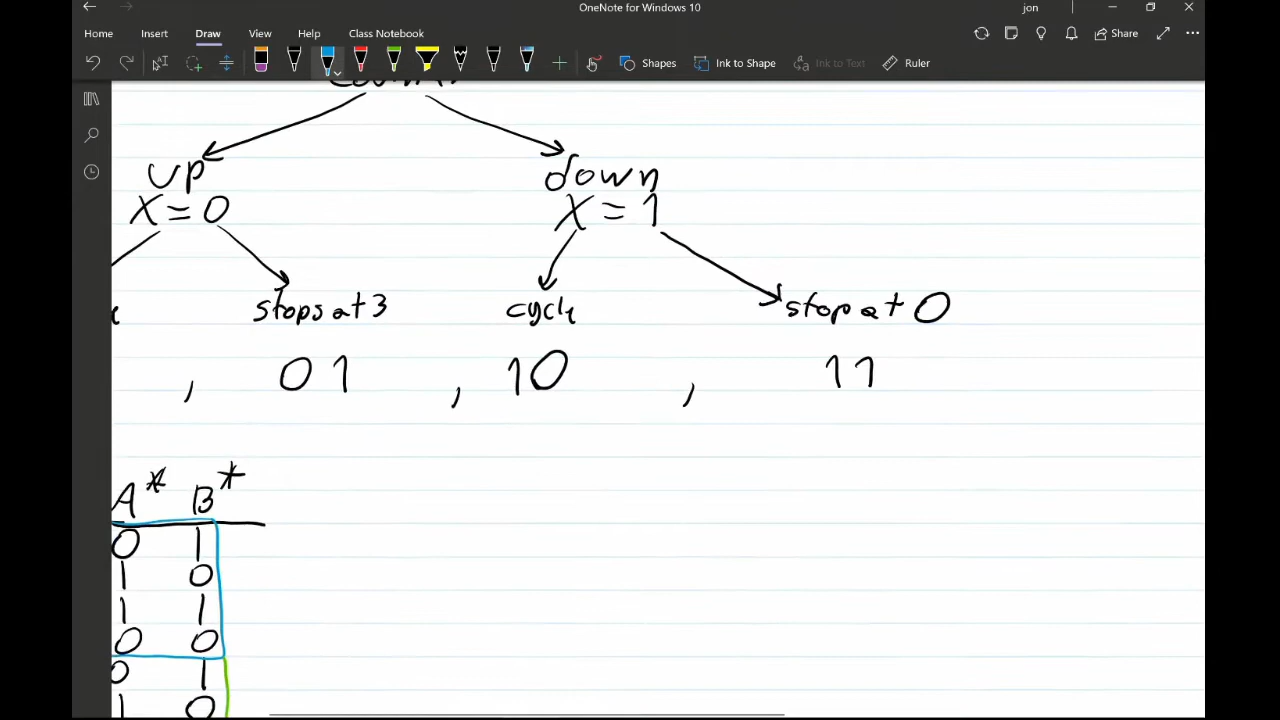 OneNote for Windows 10
jon
Home Insert Draw View Help Class Notebook
Share
Shapes Ink to Shape Ink to Text Ruler
up
X = 0
down
X = 1
stops at 3
cycle
stop at 0
, 01 , 10 , 11
A* B*
0 1
1 0
1 1
0 0
0 1
1 0